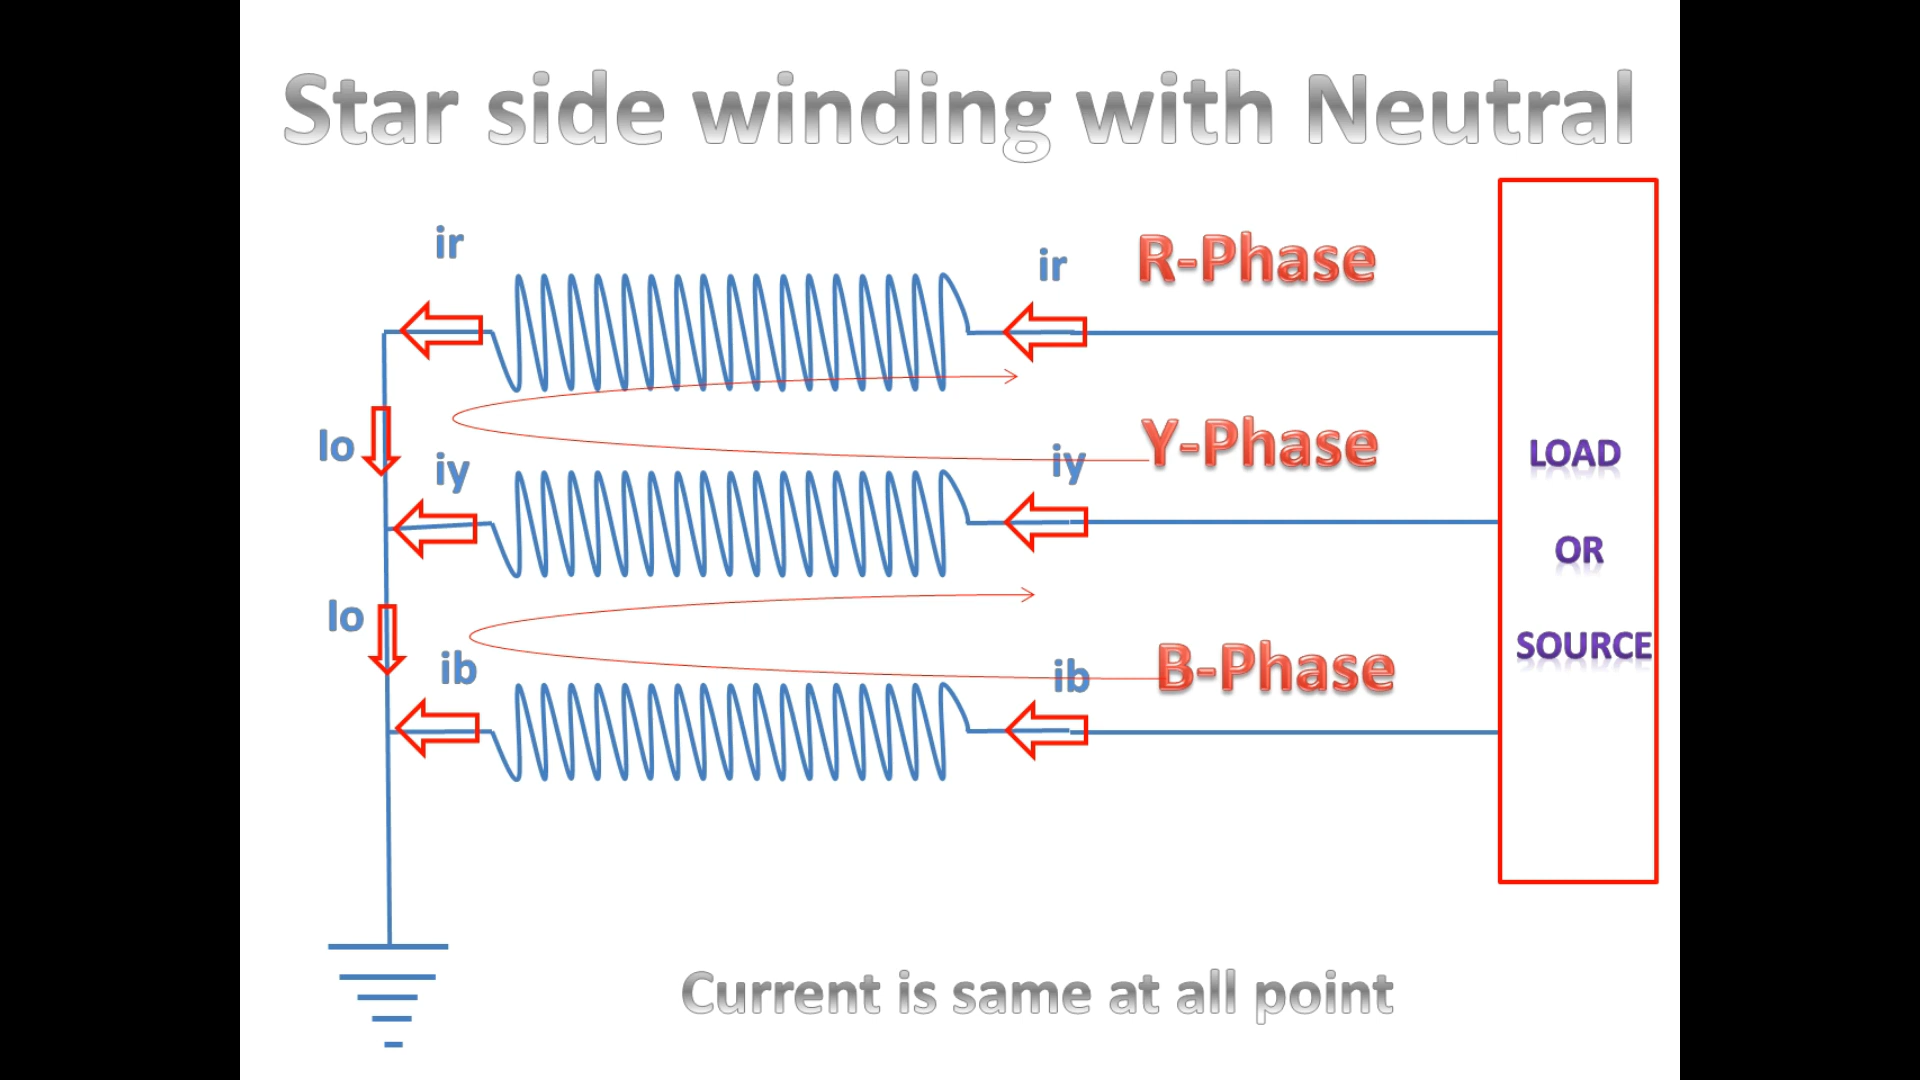 Star side winding with Neutral
ir
ir
R-Phase
Io
iy
iy
Y-Phase
LOAD
OR
SOURCE
Io
ib
ib
B-Phase
Current is same at all point